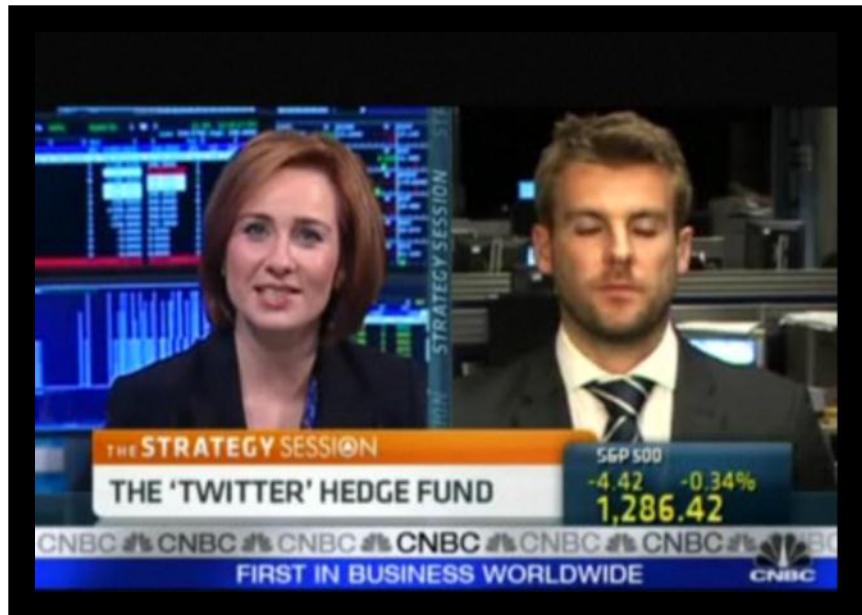 STRATEGY SESSION
THE STRATEGY SESSION
THE 'TWITTER' HEDGE FUND
S&P 500
-4.42 -0.34%
1,286.42
CNBC CNBC CNBC CNBC CNBC CNBC
FIRST IN BUSINESS WORLDWIDE
CNBC